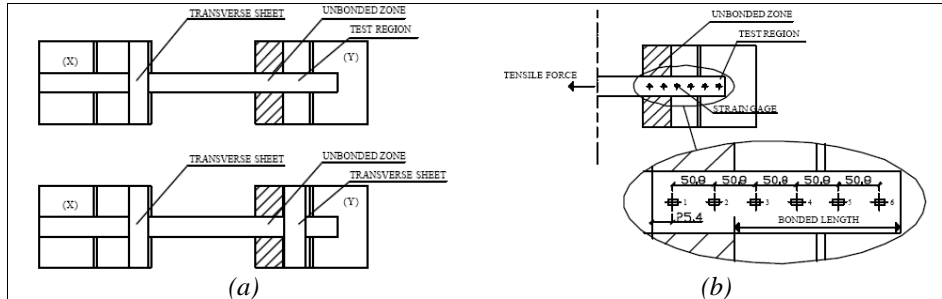 TRANSVERSE SHEET
UNBONDED ZONE
TEST REGION
(X)
(Y)
TRANSVERSE SHEET
UNBONDED ZONE
TRANSVERSE SHEET
(X)
(Y)
(a)
UNBONDED ZONE
TEST REGION
TENSILE FORCE
STRAIN GAGE
50.8 50.8 50.8 50.8 50.8
1 2 3 4 5 6
25.4
BONDED LENGTH
(b)